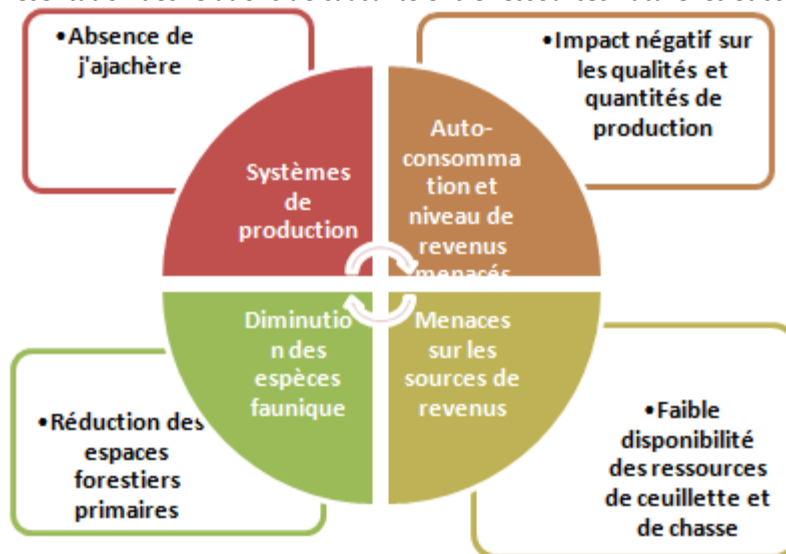 •Absence de
j'ajachère
•Impact négatif sur
les qualités et
quantités de
production
Systèmes
de
production
Auto-
consomma
tion et
niveau de
revenus
menacés
Diminutio
n des
espèces
faunique
Menaces
sur les
sources de
revenus
•Réduction des
espaces
forestiers
primaires
•Faible
disponibilité
des ressources
de ceuillette et
de chasse